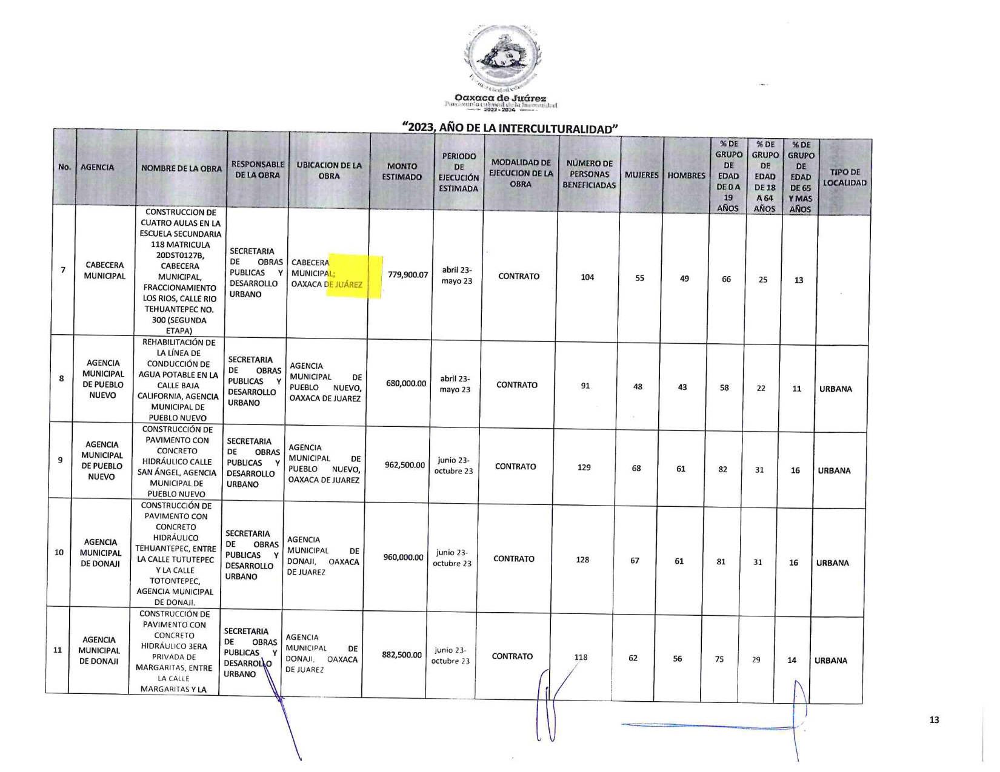 Oaxaca de Juárez
Patrimonio cultural de la Humanidad
2022 - 2024
“2023, AÑO DE LA INTERCULTURALIDAD”
No.
AGENCIA
NOMBRE DE LA OBRA
RESPONSABLE
DE LA OBRA
UBICACION DE LA
OBRA
MONTO
ESTIMADO
PERIODO
DE
EJECUCIÓN
ESTIMADA
MODALIDAD DE
EJECUCION DE LA
OBRA
NÚMERO DE
PERSONAS
BENEFICIADAS
MUJERES
HOMBRES
% DE
GRUPO
DE
EDAD
DE 0 A
19
AÑOS
% DE
GRUPO
DE
EDAD
DE 18
A 64
AÑOS
% DE
GRUPO
DE
EDAD
DE 65
Y MAS
AÑOS
TIPO DE
LOCALIDAD
7
CABECERA
MUNICIPAL
CONSTRUCCION DE
CUATRO AULAS EN LA
ESCUELA SECUNDARIA
118 MATRICULA
20DST0127B,
CABECERA
MUNICIPAL,
FRACCIONAMIENTO
LOS RIOS, CALLE RIO
TEHUANTEPEC NO.
300 (SEGUNDA
ETAPA)
SECRETARIA
DE OBRAS
PUBLICAS Y
DESARROLLO
URBANO
CABECERA
MUNICIPAL;
OAXACA DE JUÁREZ
779,900.07
abril 23-
mayo 23
CONTRATO
104
55
49
66
25
13
8
AGENCIA
MUNICIPAL
DE PUEBLO
NUEVO
REHABILITACIÓN DE
LA LÍNEA DE
CONDUCCIÓN DE
AGUA POTABLE EN LA
CALLE BAJA
CALIFORNIA, AGENCIA
MUNICIPAL DE
PUEBLO NUEVO
SECRETARIA
DE OBRAS
PUBLICAS Y
DESARROLLO
URBANO
AGENCIA
MUNICIPAL DE
PUEBLO NUEVO,
OAXACA DE JUAREZ
680,000.00
abril 23-
mayo 23
CONTRATO
91
48
43
58
22
11
URBANA
9
AGENCIA
MUNICIPAL
DE PUEBLO
NUEVO
CONSTRUCCIÓN DE
PAVIMENTO CON
CONCRETO
HIDRÁULICO CALLE
SAN ÁNGEL, AGENCIA
MUNICIPAL DE
PUEBLO NUEVO
SECRETARIA
DE OBRAS
PUBLICAS Y
DESARROLLO
URBANO
AGENCIA
MUNICIPAL DE
PUEBLO NUEVO,
OAXACA DE JUAREZ
962,500.00
junio 23-
octubre 23
CONTRATO
129
68
61
82
31
16
URBANA
10
AGENCIA
MUNICIPAL
DE DONAJI
CONSTRUCCIÓN DE
PAVIMENTO CON
CONCRETO
HIDRÁULICO
TEHUANTEPEC, ENTRE
LA CALLE TUTUTEPEC
Y LA CALLE
TOTONTEPEC,
AGENCIA MUNICIPAL
DE DONAJI.
SECRETARIA
DE OBRAS
PUBLICAS Y
DESARROLLO
URBANO
AGENCIA
MUNICIPAL DE
DONAJI, OAXACA
DE JUAREZ
960,000.00
junio 23-
octubre 23
CONTRATO
128
67
61
81
31
16
URBANA
11
AGENCIA
MUNICIPAL
DE DONAJI
CONSTRUCCIÓN DE
PAVIMENTO CON
CONCRETO
HIDRÁULICO 3ERA
PRIVADA DE
MARGARITAS, ENTRE
LA CALLE
MARGARITAS Y LA
SECRETARIA
DE OBRAS
PUBLICAS Y
DESARROLLO
URBANO
AGENCIA
MUNICIPAL DE
DONAJI, OAXACA
DE JUAREZ
882,500.00
junio 23-
octubre 23
CONTRATO
118
62
56
75
29
14
URBANA
13